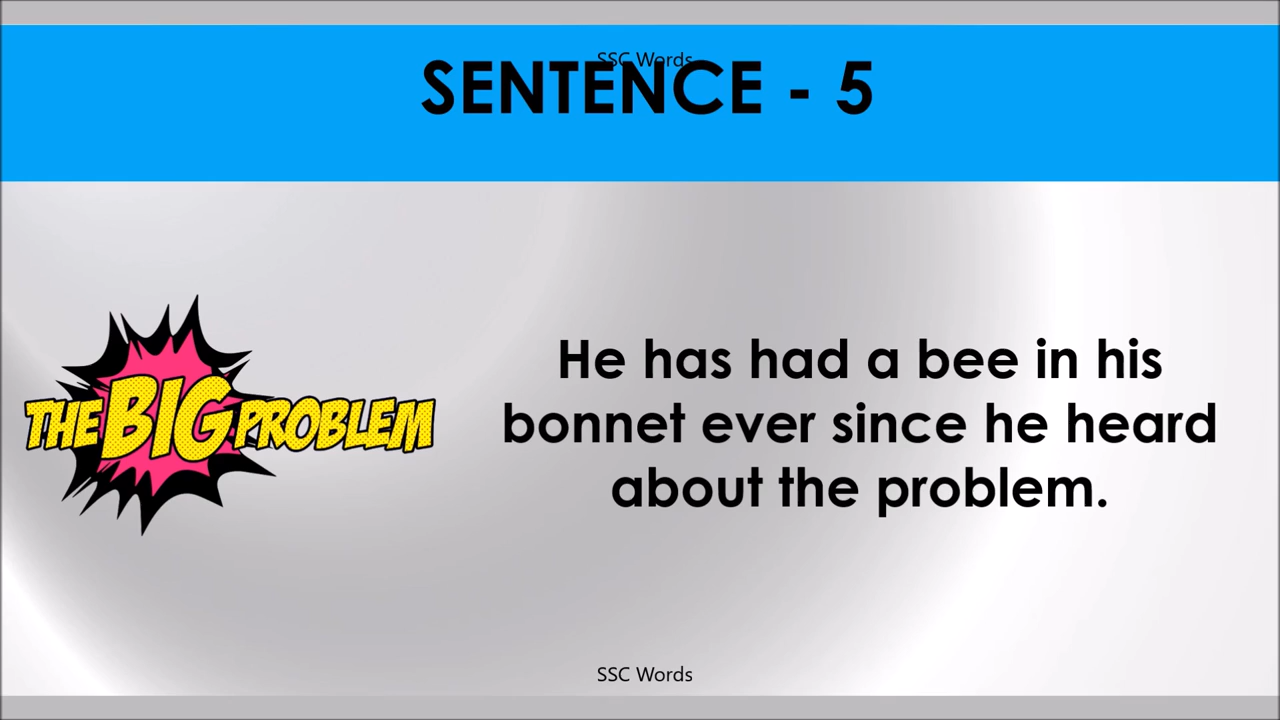 SSC Words
SENTENCE - 5
THE BIG PROBLEM
He has had a bee in his
bonnet ever since he heard
about the problem.
SSC Words